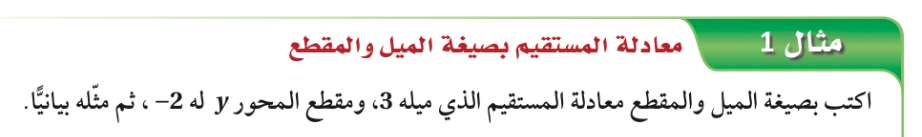 مثال 1 معادلة المستقيم بصيغة الميل والمقطع
اكتب بصيغة الميل والمقطع معادلة المستقيم الذي ميله 3، ومقطع المحور y له 2− ، ثم مثّله بيانيًّا.